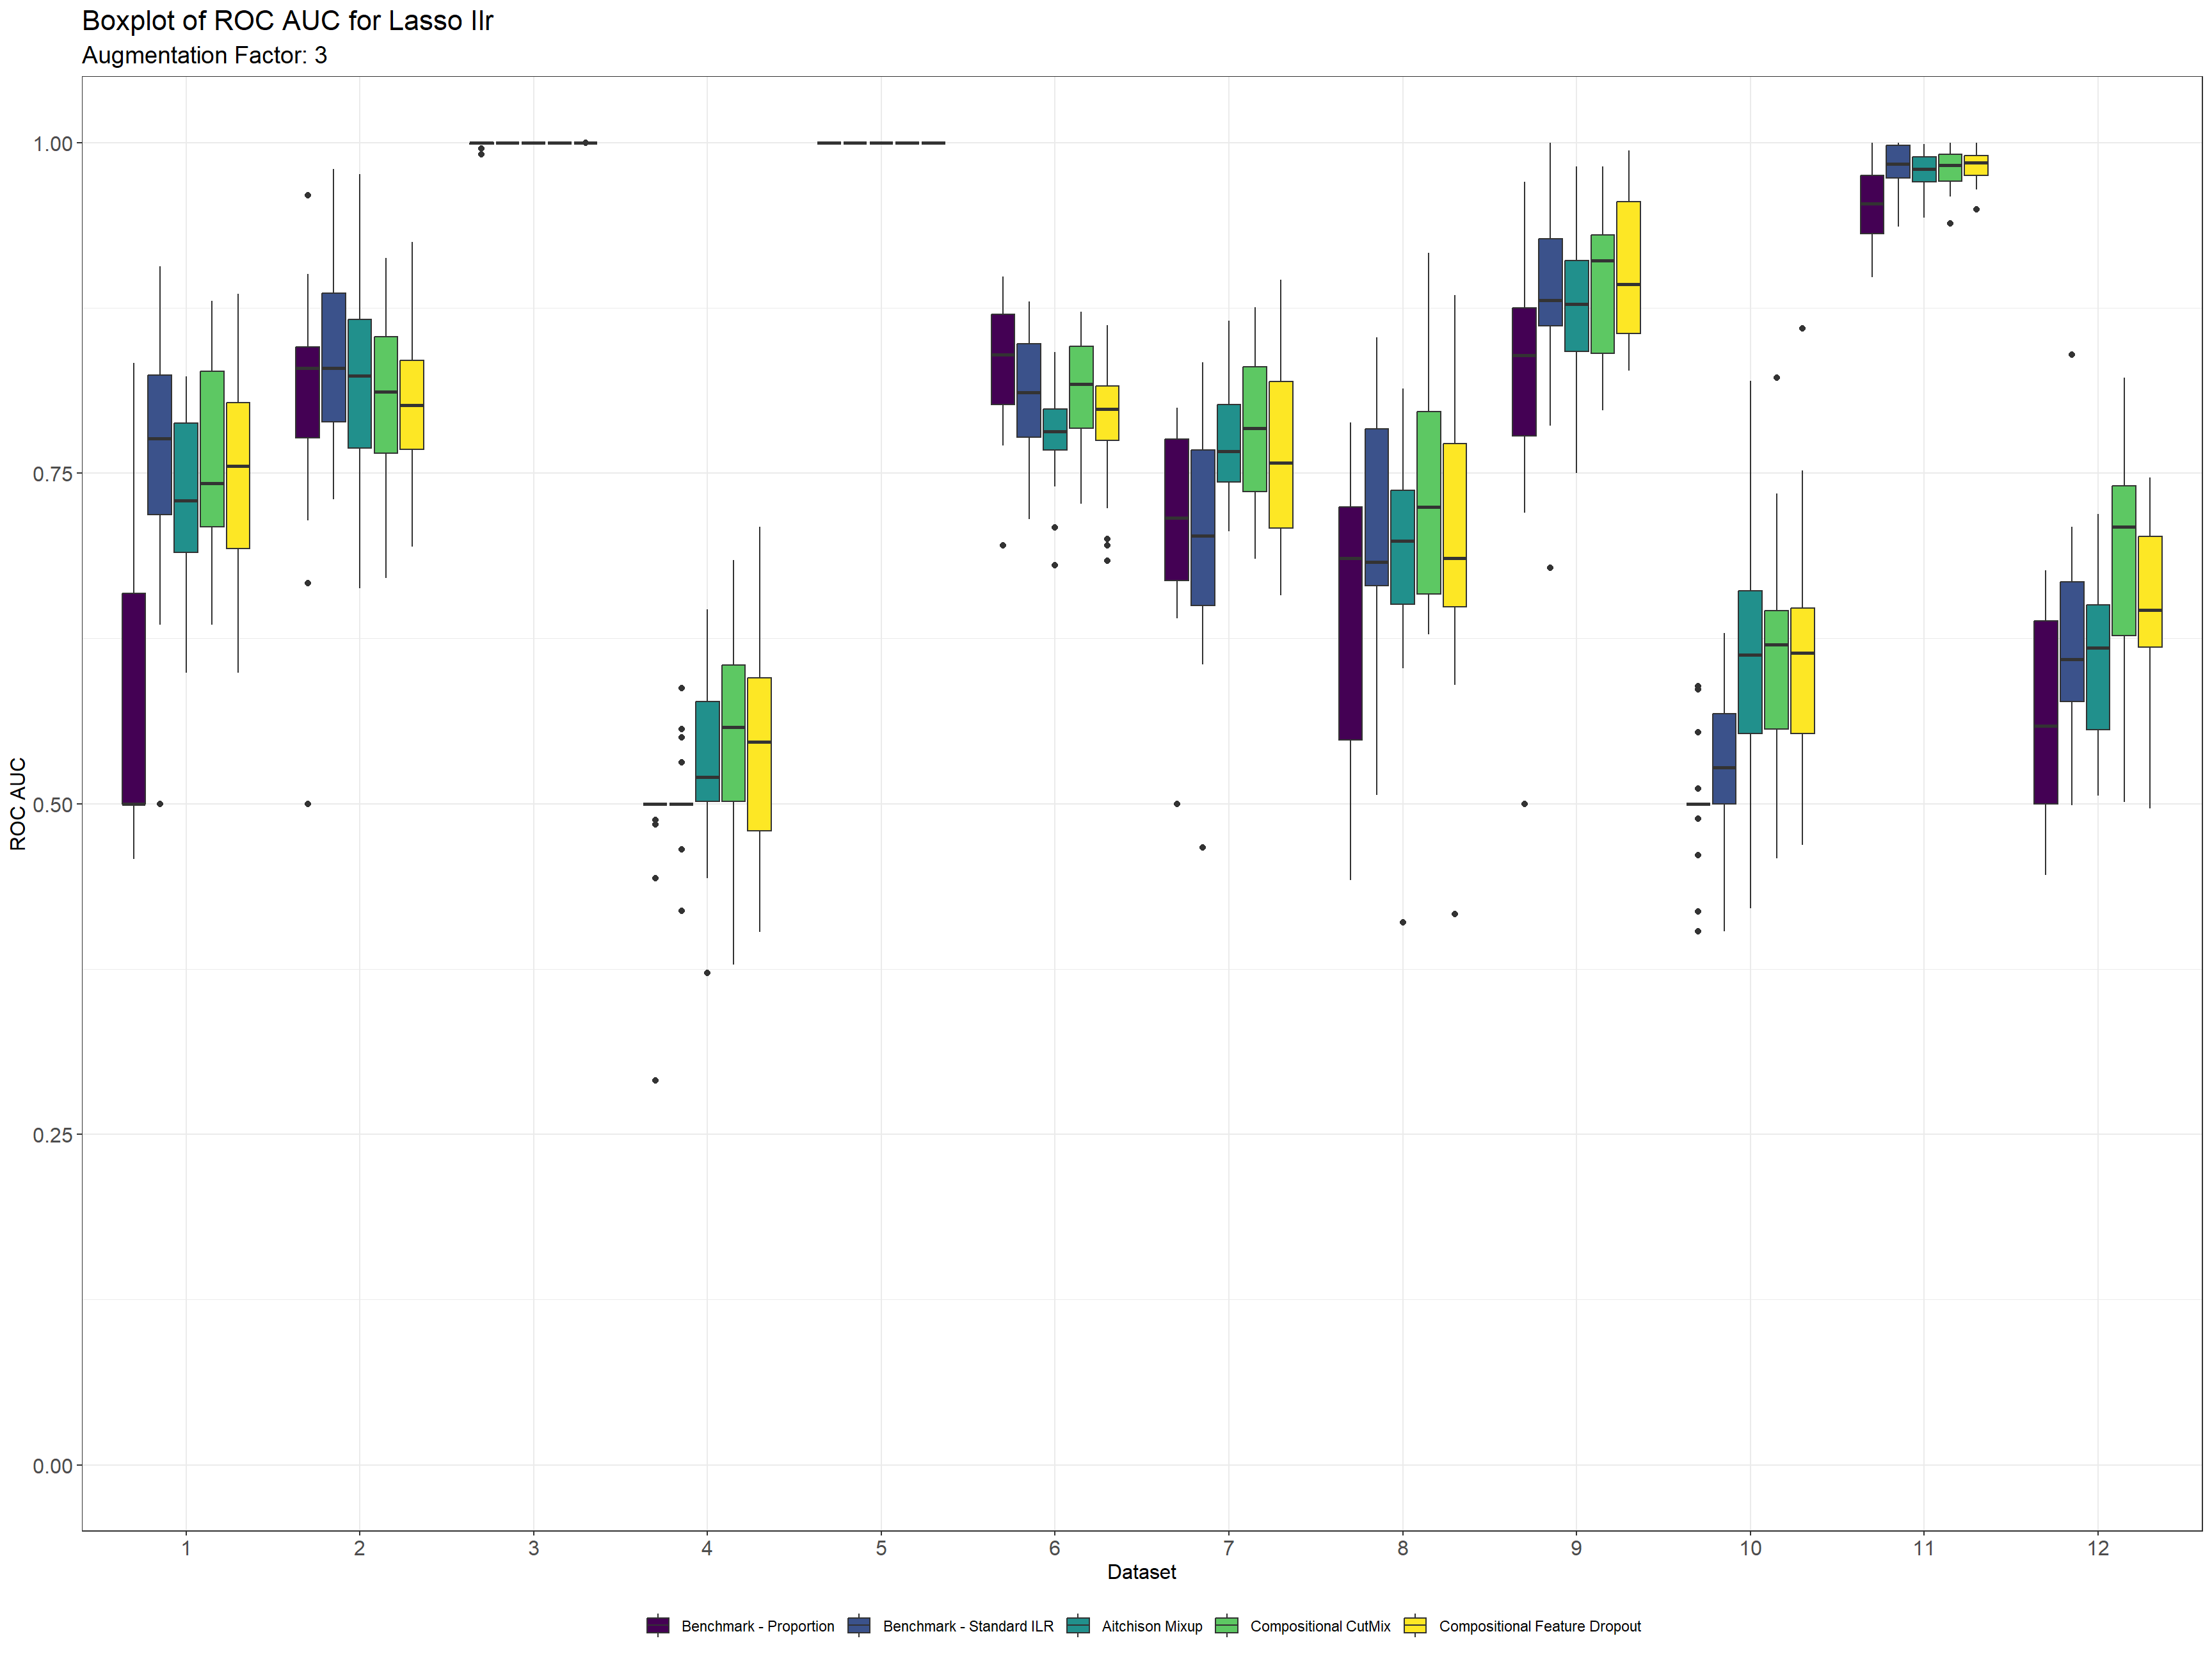 Boxplot of ROC AUC for Lasso Ilr
Augmentation Factor: 3
1.00
0.75
0.50
0.25
0.00
ROC AUC
1 2 3 4 5 6 7 8 9 10 11 12
Dataset
Benchmark - Proportion Benchmark - Standard ILR Aitchison Mixup Compositional CutMix Compositional Feature Dropout